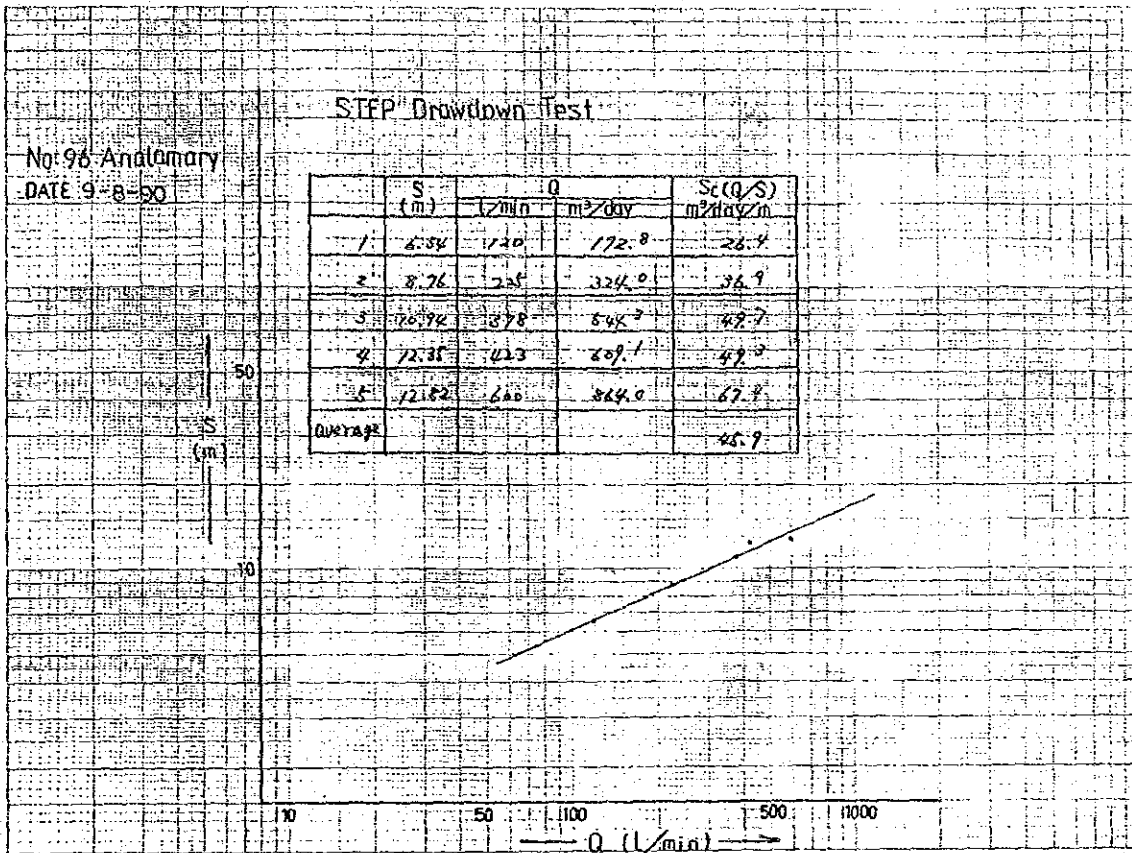 STEP Drawdown Test
No. 96 Analamary
DATE 9-8-90
S (m) Q Sc(Q/S) m³/day/m
l/min m³/day
1 6.54 120 172.8 26.4
2 8.76 225 324.0 36.9
3 10.94 378 544.3 49.7
4 12.35 423 609.1 49.3
5 12.82 600 864.0 67.4
average 45.9
50
S
(m)
10
10 50 100 500 1000
Q (l/min)